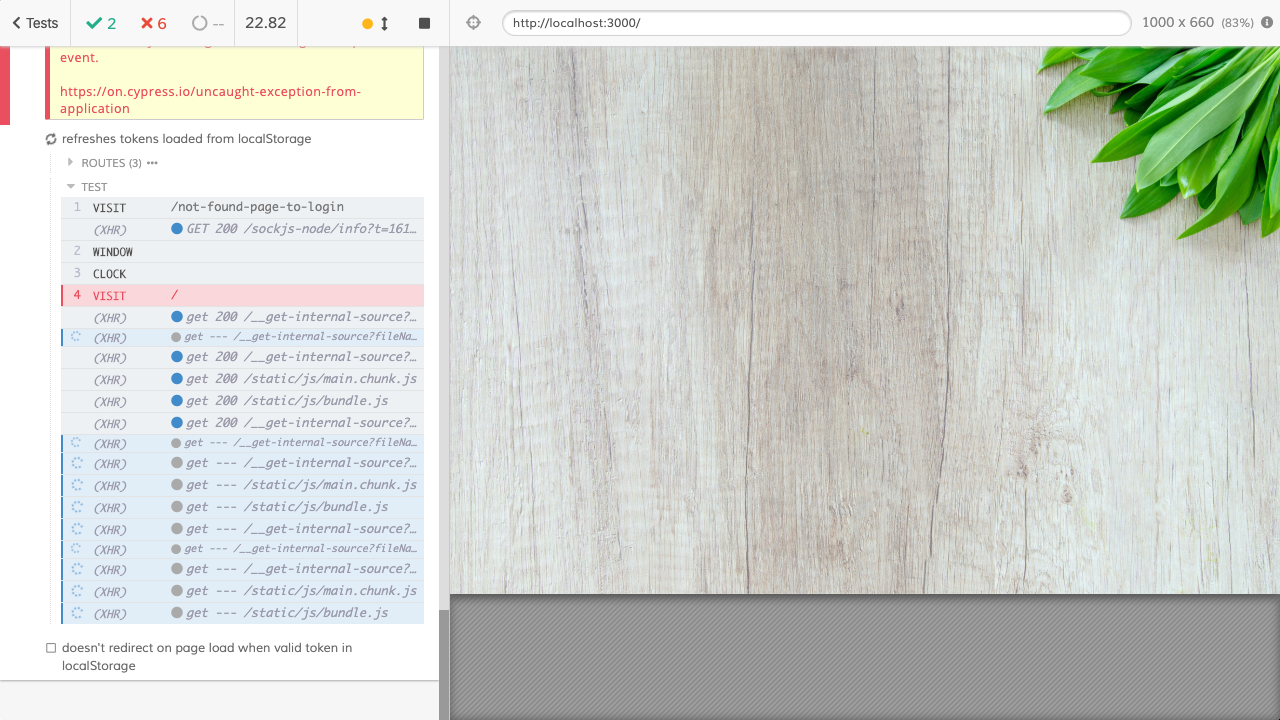 Tests 2 6 -- 22.82 http://localhost:3000/ 1000 x 660 (83%)
event.
https://on.cypress.io/uncaught-exception-from-
application
refreshes tokens loaded from localStorage
ROUTES (3)
TEST
1 VISIT /not-found-page-to-login
(XHR) GET 200 /sockjs-node/info?t=161...
2 WINDOW
3 CLOCK
4 VISIT /
(XHR) get 200 /__get-internal-source?...
(XHR) get --- /__get-internal-source?fileNa...
(XHR) get 200 /__get-internal-source?...
(XHR) get 200 /static/js/main.chunk.js
(XHR) get 200 /static/js/bundle.js
(XHR) get 200 /__get-internal-source?...
(XHR) get --- /__get-internal-source?fileNa...
(XHR) get --- /__get-internal-source?...
(XHR) get --- /static/js/main.chunk.js
(XHR) get --- /static/js/bundle.js
(XHR) get --- /__get-internal-source?...
(XHR) get --- /__get-internal-source?fileNa...
(XHR) get --- /__get-internal-source?...
(XHR) get --- /static/js/main.chunk.js
(XHR) get --- /static/js/bundle.js
doesn't redirect on page load when valid token in
localStorage